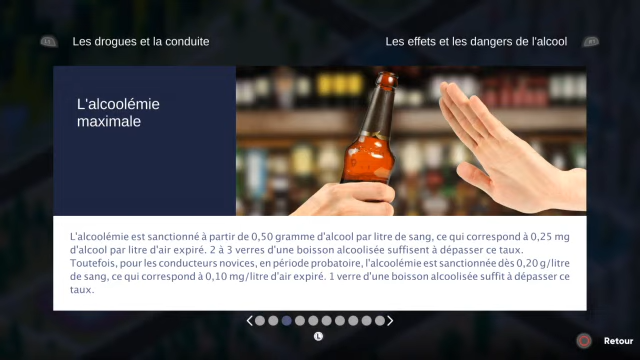 Les drogues et la conduite
Les effets et les dangers de l'alcool
L'alcoolémie
maximale
L'alcoolémie est sanctionné à partir de 0,50 gramme d'alcool par litre de sang, ce qui correspond à 0,25 mg
d'alcool par litre d'air expiré. 2 à 3 verres d'une boisson alcoolisée suffisent à dépasser ce taux.
Toutefois, pour les conducteurs novices, en période probatoire, l'alcoolémie est sanctionnée dès 0,20 g/litre
de sang, ce qui correspond à 0,10 mg/litre d'air expiré. 1 verre d'une boisson alcoolisée suffit à dépasser ce
taux.
L
Retour